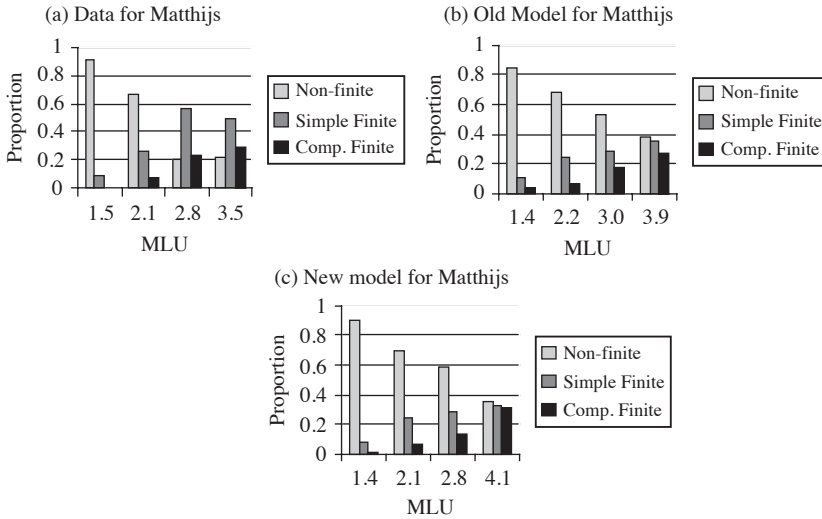 (a) Data for Matthijs
Proportion
1
0.8
0.6
0.4
0.2
0
1.5 2.1 2.8 3.5
MLU
Non-finite
Simple Finite
Comp. Finite
(b) Old Model for Matthijs
Proportion
1
0.8
0.6
0.4
0.2
0
1.4 2.2 3.0 3.9
MLU
Non-finite
Simple Finite
Comp. Finite
(c) New model for Matthijs
Proportion
1
0.8
0.6
0.4
0.2
0
1.4 2.1 2.8 4.1
MLU
Non-finite
Simple Finite
Comp. Finite